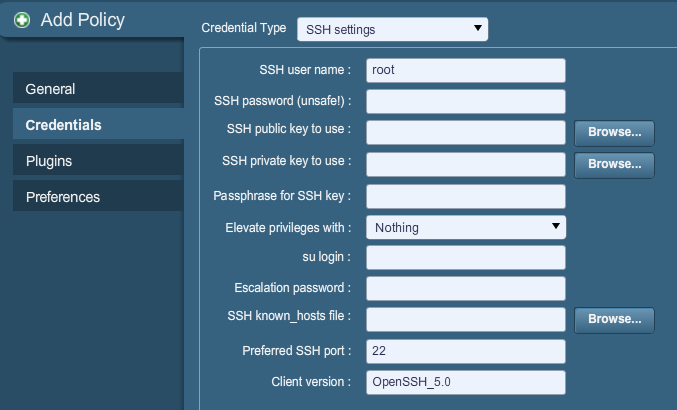 Add Policy
General
Credentials
Plugins
Preferences
Credential Type SSH settings
SSH user name : root
SSH password (unsafe!) :
SSH public key to use : Browse...
SSH private key to use : Browse...
Passphrase for SSH key :
Elevate privileges with : Nothing
su login :
Escalation password :
SSH known_hosts file : Browse...
Preferred SSH port : 22
Client version : OpenSSH_5.0